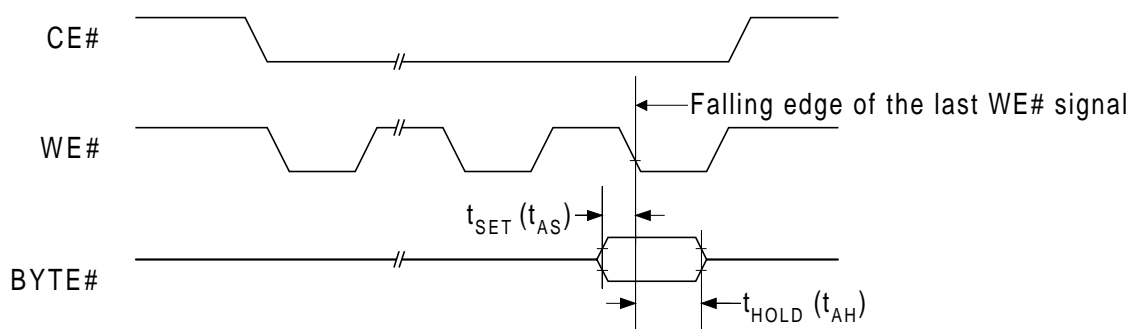 CE#
Falling edge of the last WE# signal
WE#
tSET (tAS)
BYTE#
tHOLD (tAH)